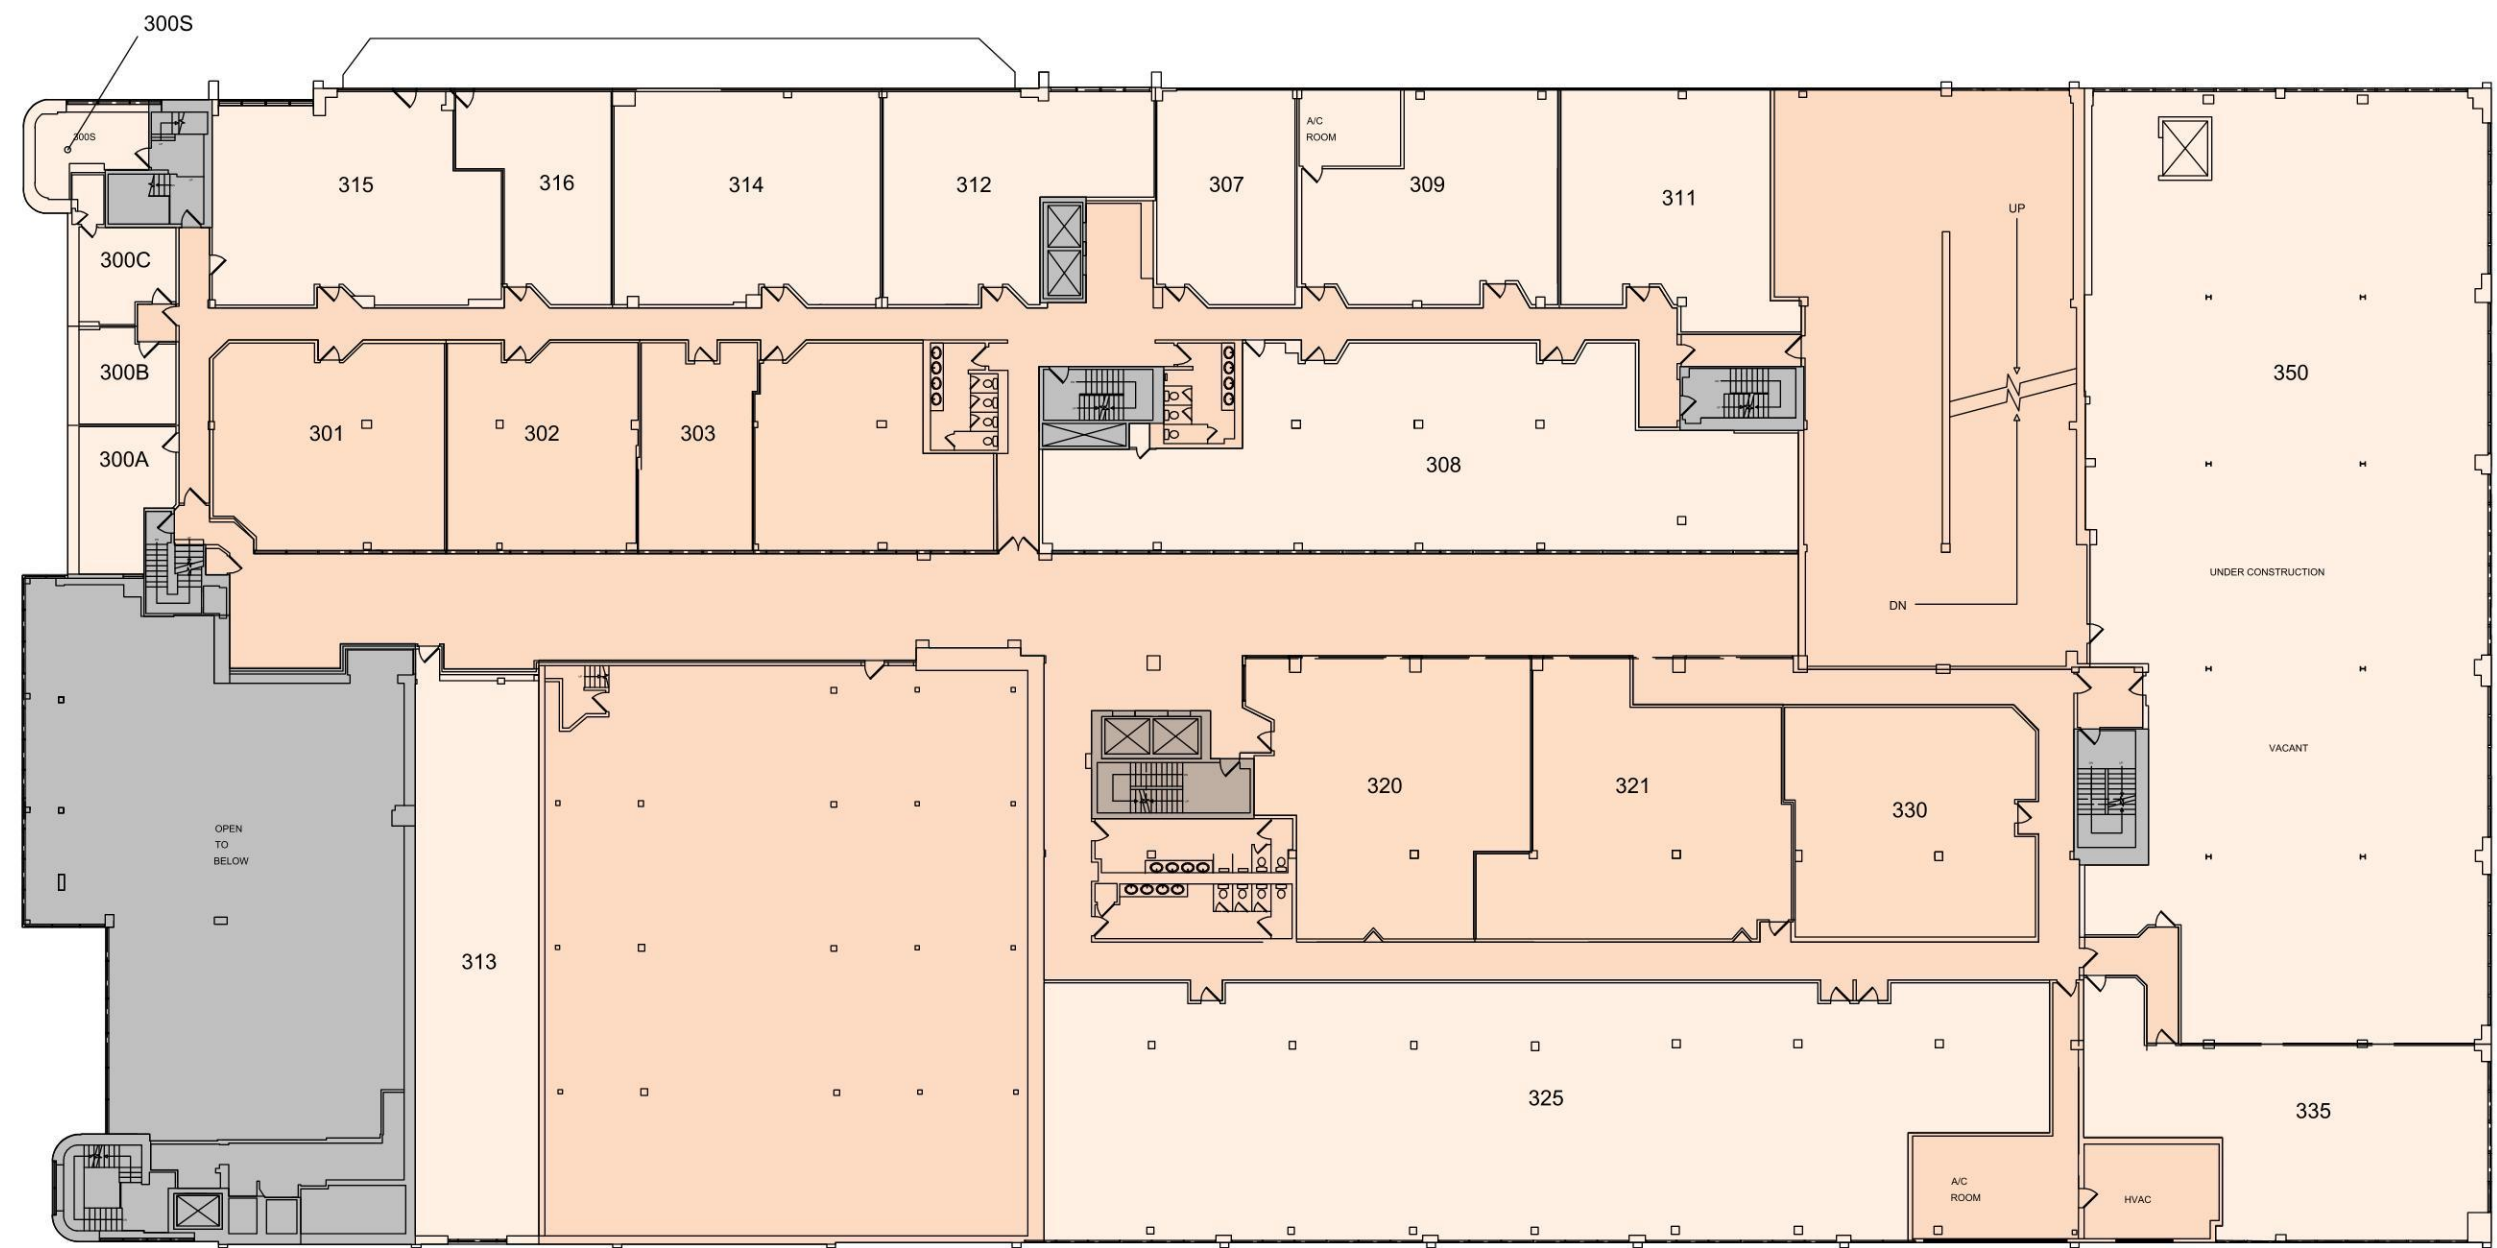 300S
300S
A/C
ROOM
315
316
314
312
307
309
311
UP
300C
300B
350
301
302
303
300A
308
UNDER CONSTRUCTION
DN
VACANT
320
321
330
OPEN
TO
BELOW
313
325
335
A/C
ROOM
HVAC